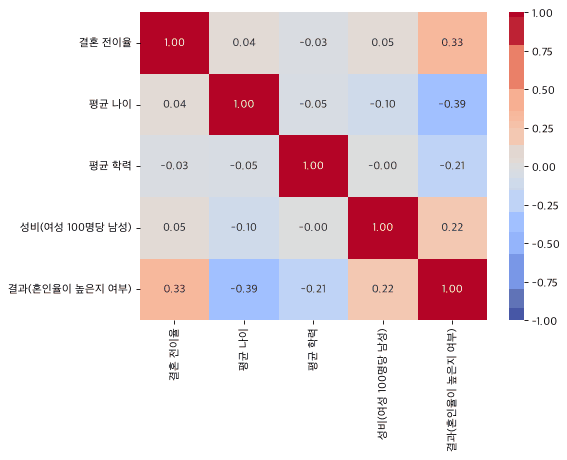 결혼 전이율 1.00 0.04 -0.03 0.05 0.33
평균 나이 0.04 1.00 -0.05 -0.10 -0.39
평균 학력 -0.03 -0.05 1.00 -0.00 -0.21
성비(여성 100명당 남성) 0.05 -0.10 -0.00 1.00 0.22
결과(혼인율이 높은지 여부) 0.33 -0.39 -0.21 0.22 1.00
결혼 전이율
평균 나이
평균 학력
성비(여성 100명당 남성)
결과(혼인율이 높은지 여부)
1.00
0.75
0.50
0.25
0.00
-0.25
-0.50
-0.75
-1.00